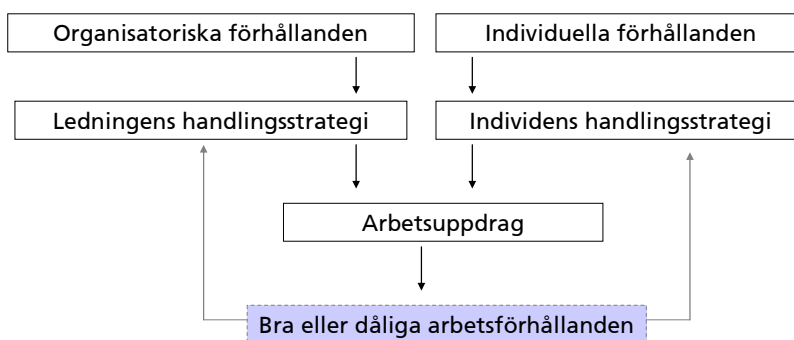 Organisatoriska förhållanden
Individuella förhållanden
Ledningens handlingsstrategi
Individens handlingsstrategi
Arbetsuppdrag
Bra eller dåliga arbetsförhållanden